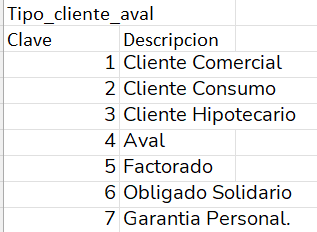 Tipo_cliente_aval
Clave Descripcion
1 Cliente Comercial
2 Cliente Consumo
3 Cliente Hipotecario
4 Aval
5 Factorado
6 Obligado Solidario
7 Garantia Personal.